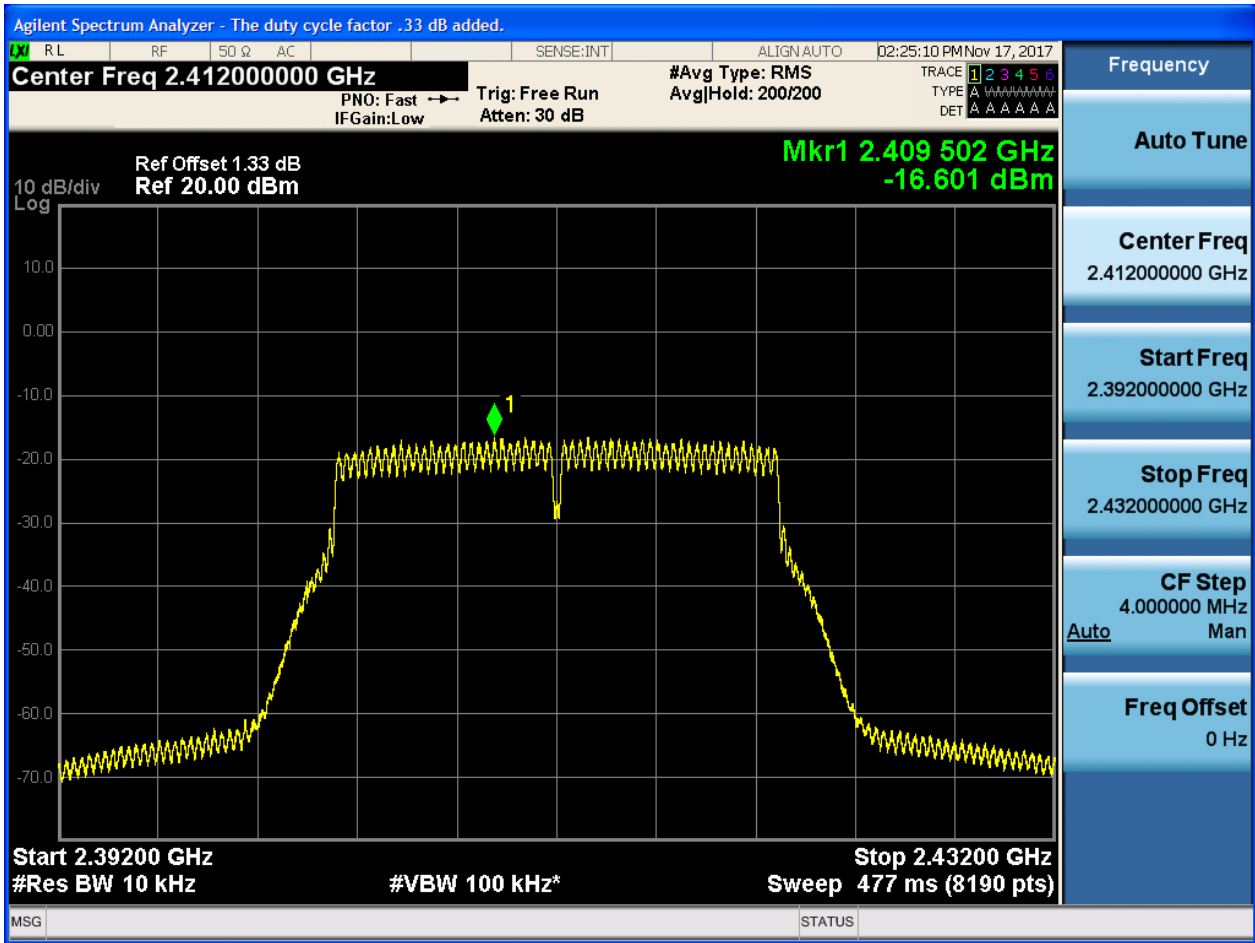 Agilent Spectrum Analyzer - The duty cycle factor .33 dB added.
LXI RL RF 50 Ω AC SENSE:INT ALIGN AUTO 02:25:10 PM Nov 17, 2017
Center Freq 2.412000000 GHz
PNO: Fast
IFGain:Low
Trig: Free Run
Atten: 30 dB
#Avg Type: RMS
Avg|Hold: 200/200
TRACE 1 2 3 4 5 6
TYPE A WWWWWW
DET A A A A A A
Mkr1 2.409 502 GHz
-16.601 dBm
Ref Offset 1.33 dB
10 dB/div Ref 20.00 dBm
Log
10.0
0.00
-10.0
-20.0
-30.0
-40.0
-50.0
-60.0
-70.0
1
Start 2.39200 GHz Stop 2.43200 GHz
#Res BW 10 kHz #VBW 100 kHz* Sweep 477 ms (8190 pts)
MSG STATUS
Frequency
Auto Tune
Center Freq
2.412000000 GHz
Start Freq
2.392000000 GHz
Stop Freq
2.432000000 GHz
CF Step
4.000000 MHz
Auto Man
Freq Offset
0 Hz